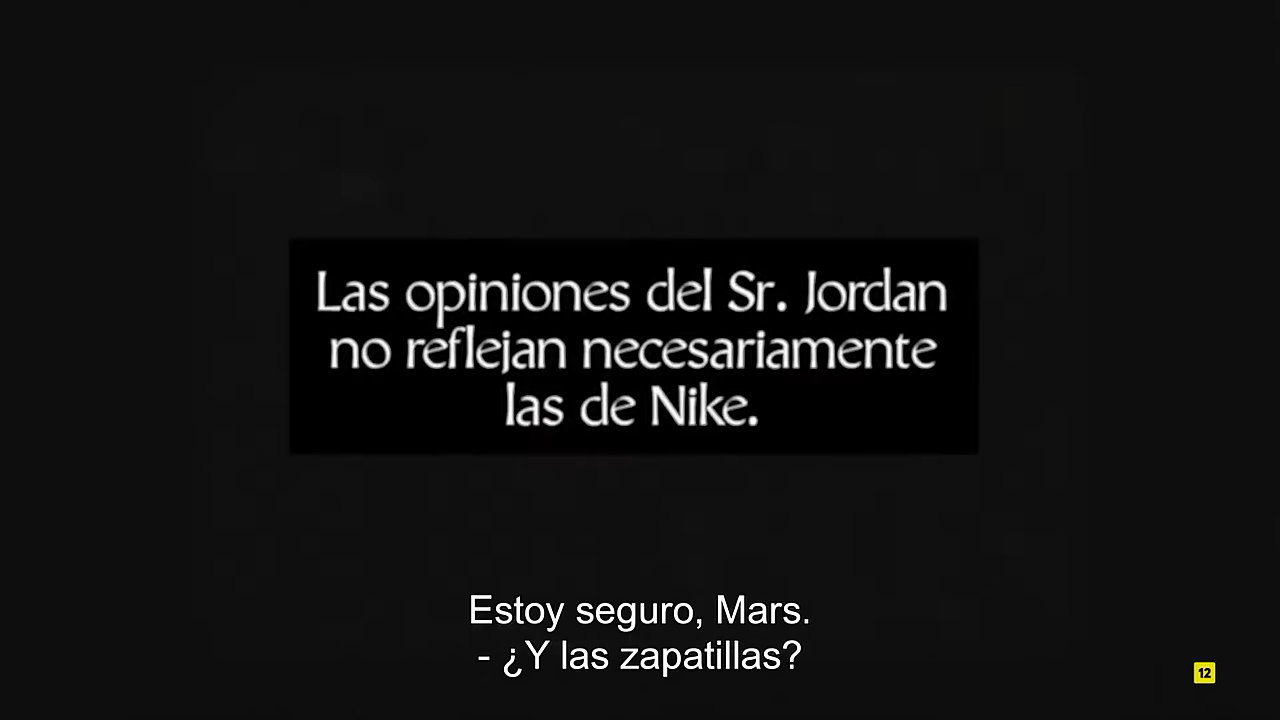 Las opiniones del Sr. Jordan
no reflejan necesariamente
las de Nike.
Estoy seguro, Mars.
- ¿Y las zapatillas?
12